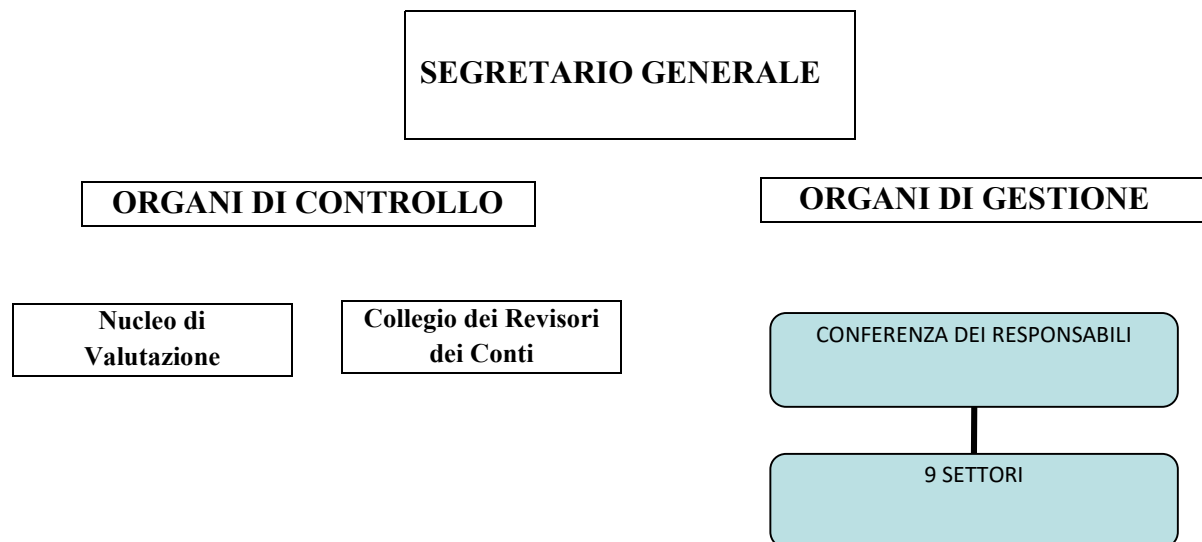 SEGRETARIO GENERALE
ORGANI DI CONTROLLO
ORGANI DI GESTIONE
Nucleo di
Valutazione
Collegio dei Revisori
dei Conti
CONFERENZA DEI RESPONSABILI
9 SETTORI